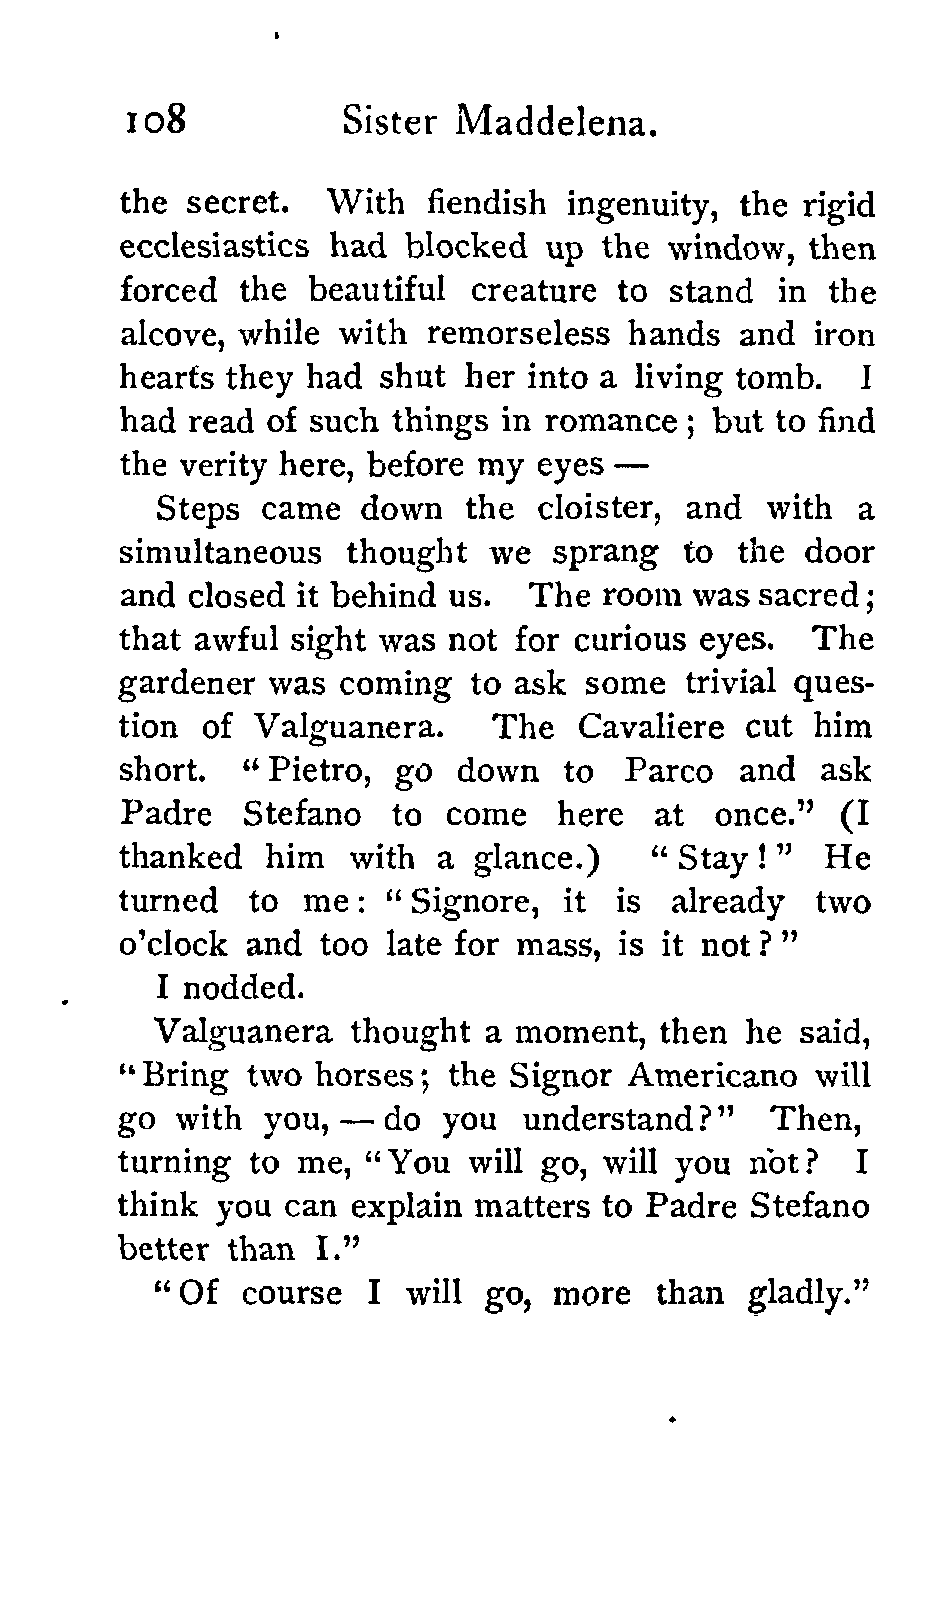 108 Sister Maddelena.
the secret. With fiendish ingenuity, the rigid
ecclesiastics had blocked up the window, then
forced the beautiful creature to stand in the
alcove, while with remorseless hands and iron
hearts they had shut her into a living tomb. I
had read of such things in romance ; but to find
the verity here, before my eyes —
Steps came down the cloister, and with a
simultaneous thought we sprang to the door
and closed it behind us. The room was sacred ;
that awful sight was not for curious eyes. The
gardener was coming to ask some trivial ques-
tion of Valguanera. The Cavaliere cut him
short. “ Pietro, go down to Parco and ask
Padre Stefano to come here at once.” (I
thanked him with a glance.) “ Stay ! ” He
turned to me : “ Signore, it is already two
o’clock and too late for mass, is it not ? ”
I nodded.
Valguanera thought a moment, then he said,
“ Bring two horses ; the Signor Americano will
go with you, — do you understand ? ” Then,
turning to me, “ You will go, will you not ? I
think you can explain matters to Padre Stefano
better than I.”
“ Of course I will go, more than gladly.”